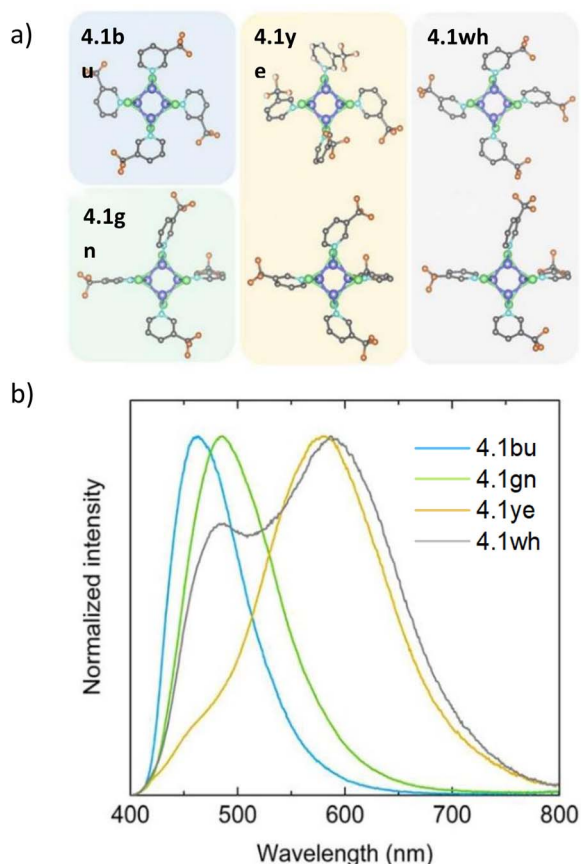 a)
4.1b
u
4.1y
e
4.1wh
4.1g
n
b)
Normalized intensity
4.1bu
4.1gn
4.1ye
4.1wh
400 500 600 700 800
Wavelength (nm)